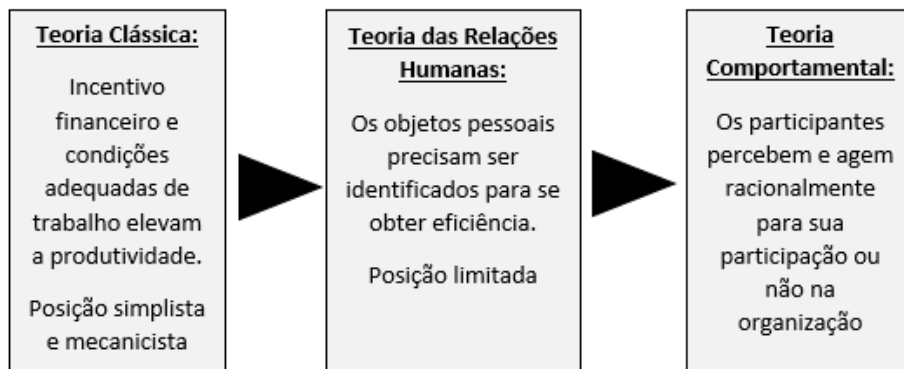 Teoria Clássica:
Incentivo
financeiro e
condições
adequadas de
trabalho elevam
a produtividade.
Posição simplista
e mecanicista
Teoria das Relações
Humanas:
Os objetos pessoais
precisam ser
identificados para se
obter eficiência.
Posição limitada
Teoria
Comportamental:
Os participantes
percebem e agem
racionalmente
para sua
participação ou
não na
organização